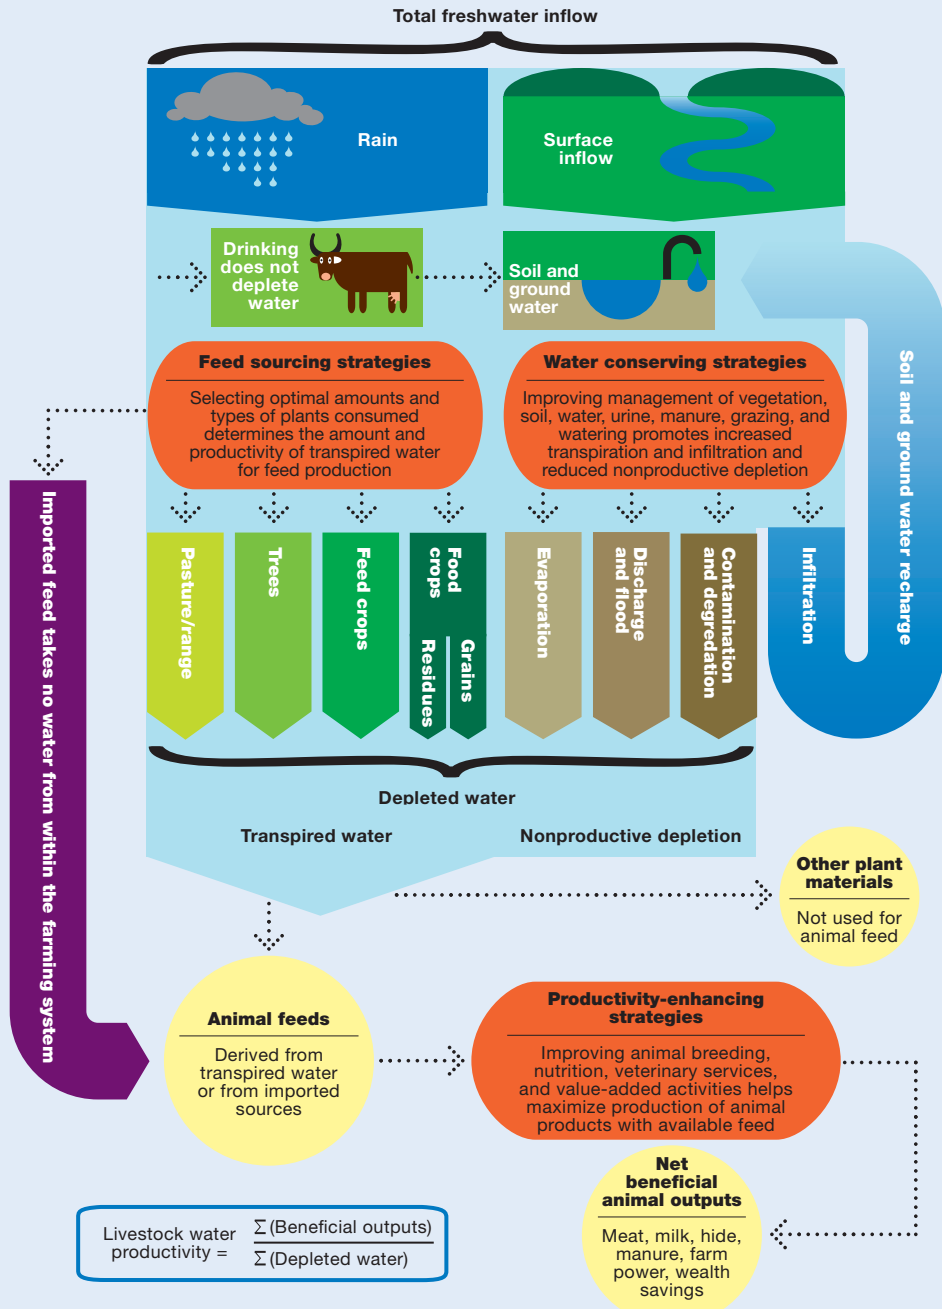 Total freshwater inflow
Rain
Surface
inflow
Drinking
does not
deplete
water
Soil and
ground
water
Soil and ground water recharge
Feed sourcing strategies
Selecting optimal amounts and
types of plants consumed
determines the amount and
productivity of transpired water
for feed production
Water conserving strategies
Improving management of vegetation,
soil, water, urine, manure, grazing, and
watering promotes increased
transpiration and infiltration and
reduced nonproductive depletion
Imported feed takes no water from within the farming system
Pasture/range
Trees
Feed crops
Food
crops
Residues
Grains
Evaporation
Discharge
and flood
Contamination
and degredation
Infiltration
Depleted water
Transpired water
Nonproductive depletion
Other plant
materials
Not used for
animal feed
Animal feeds
Derived from
transpired water
or from imported
sources
Productivity-enhancing
strategies
Improving animal breeding,
nutrition, veterinary services,
and value-added activities helps
maximize production of animal
products with available feed
Net
beneficial
animal outputs
Meat, milk, hide,
manure, farm
power, wealth
savings
Livestock water
productivity =
Σ (Beneficial outputs)
Σ (Depleted water)